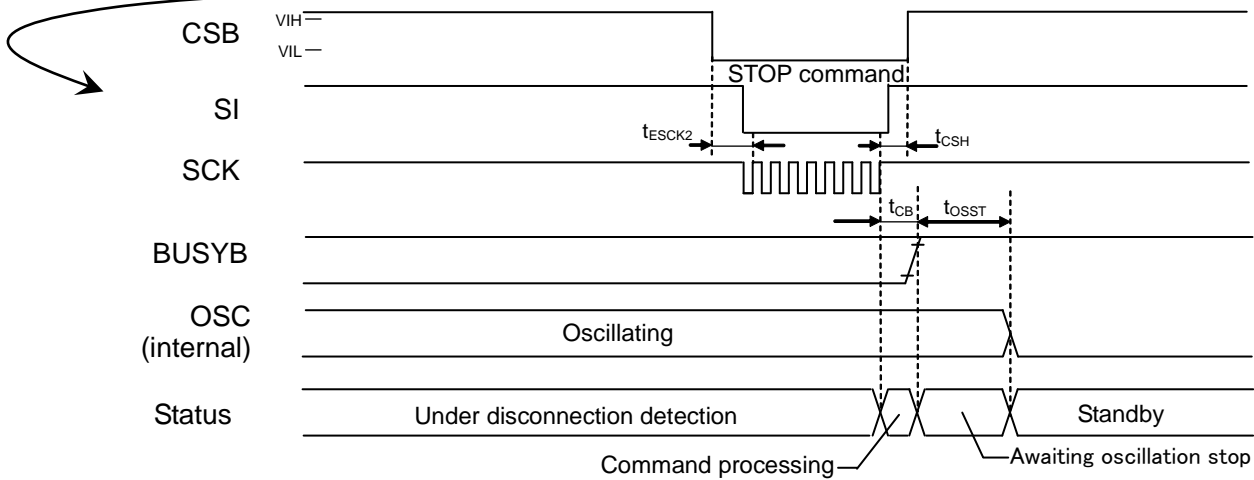 CSB
VIH
VIL
STOP command
SI
tESCK2
tCSH
SCK
tCB
tOSST
BUSYB
OSC
(internal)
Oscillating
Status
Under disconnection detection
Standby
Command processing
Awaiting oscillation stop